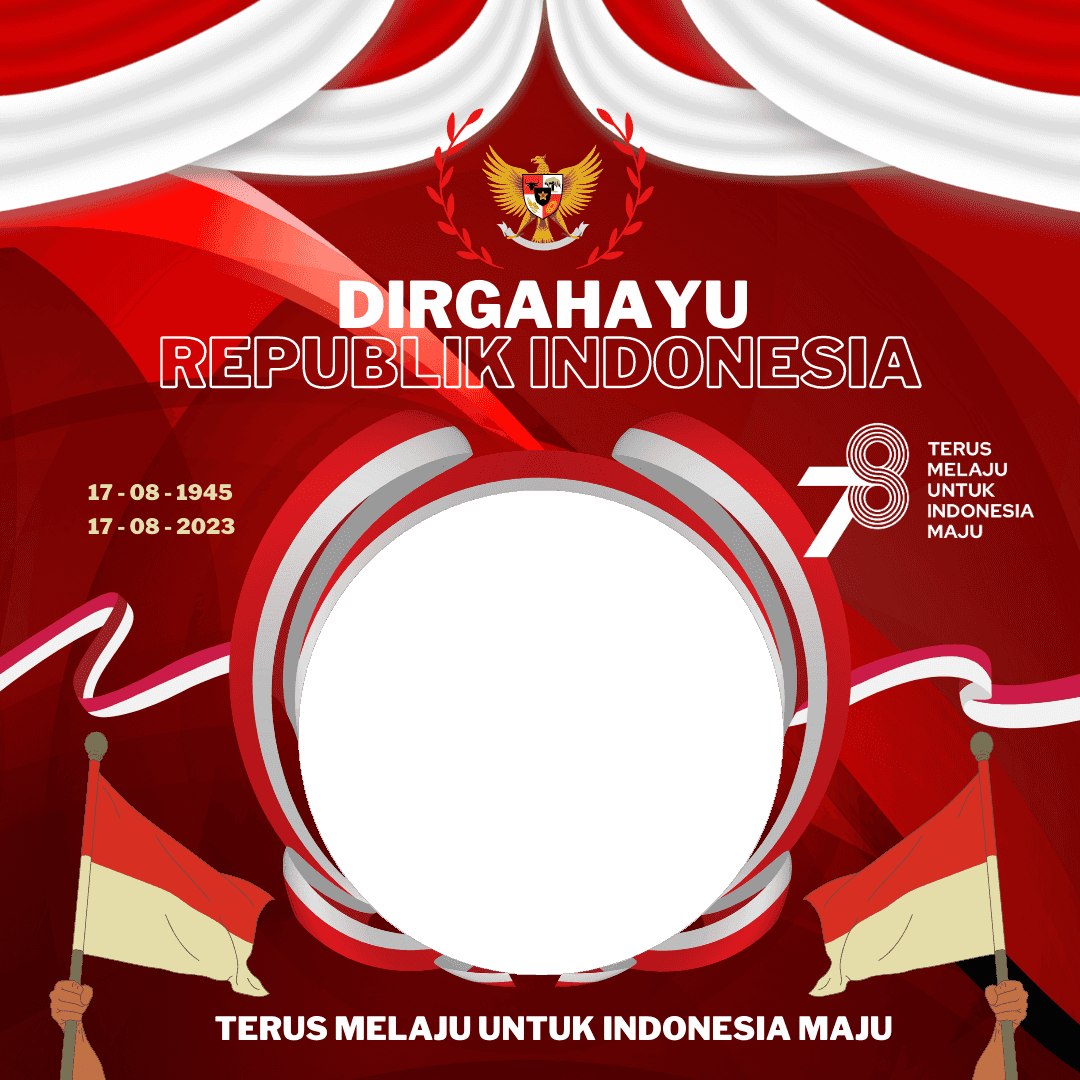 DIRGAHAYU
REPUBLIK INDONESIA
17 - 08 - 1945
17 - 08 - 2023
78
TERUS
MELAJU
UNTUK
INDONESIA
MAJU
TERUS MELAJU UNTUK INDONESIA MAJU